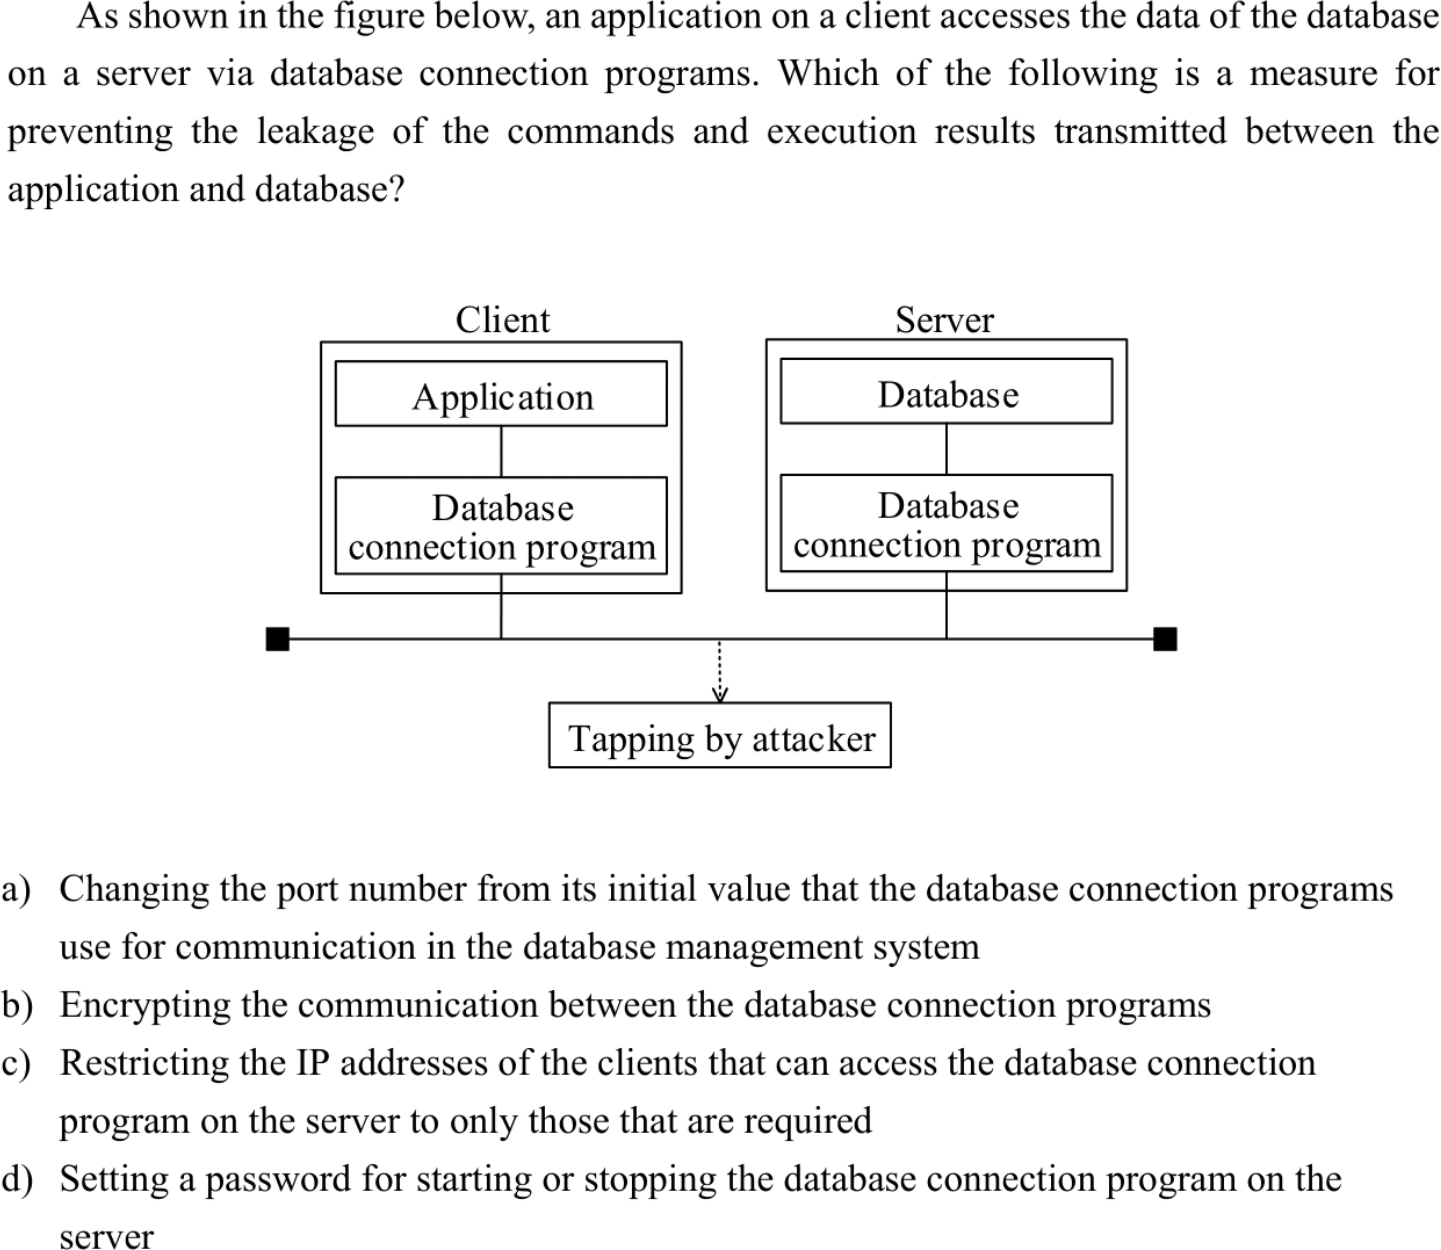 As shown in the figure below, an application on a client accesses the data of the database
on a server via database connection programs. Which of the following is a measure for
preventing the leakage of the commands and execution results transmitted between the
application and database?
Client
Server
Application
Database
Database
connection program
Database
connection program
Tapping by attacker
a) Changing the port number from its initial value that the database connection programs
use for communication in the database management system
b) Encrypting the communication between the database connection programs
c) Restricting the IP addresses of the clients that can access the database connection
program on the server to only those that are required
d) Setting a password for starting or stopping the database connection program on the
server